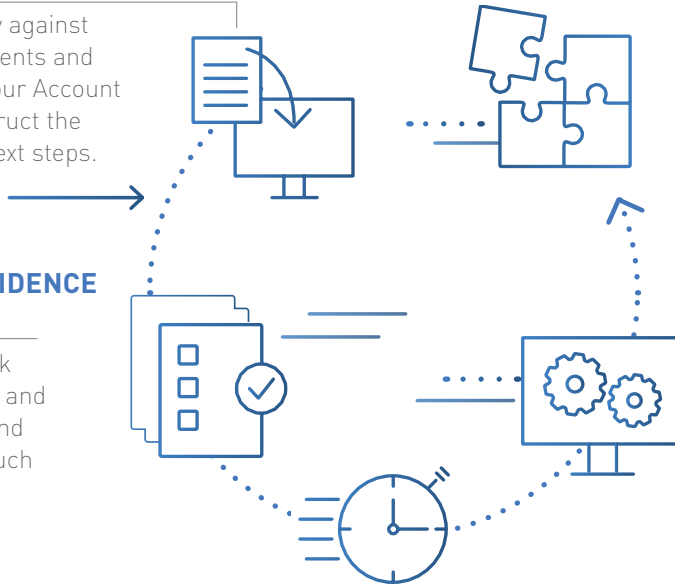 y against
ents and
our Account
ruct the
ext steps.
IDENCE
k
and
nd
uch